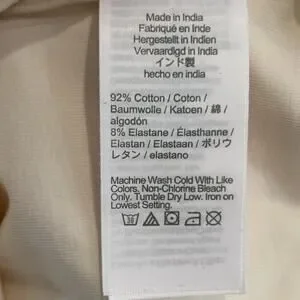 Made in India
Fabriqué en Inde
Hergestellt in Indien
Vervaardigd in India
インド製
hecho en india
92% Cotton / Coton /
Baumwolle / Katoen / 綿 /
algodón
8% Elastane / Élasthanne /
Elastan / Elastaan / ポリウ
レタン / elastano
Machine Wash Cold With Like
Colors. Non-Chlorine Bleach
Only. Tumble Dry Low. Iron on
Lowest Setting.
30